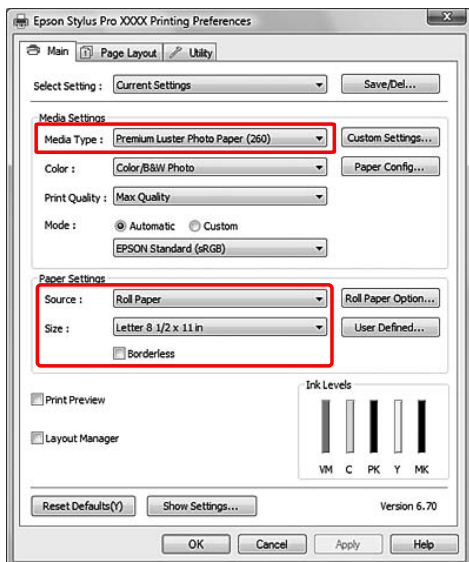 Epson Stylus Pro XXXX Printing Preferences
Main Page Layout Utility
Select Setting : Current Settings Save/Del...
Media Settings
Media Type : Premium Luster Photo Paper (260) Custom Settings...
Color : Color/B&W Photo Paper Config...
Print Quality : Max Quality
Mode : Automatic Custom
EPSON Standard (sRGB)
Paper Settings
Source : Roll Paper Roll Paper Option...
Size : Letter 8 1/2 x 11 in User Defined...
Borderless
Print Preview
Layout Manager
Ink Levels
VM C PK Y MK
Reset Defaults(Y) Show Settings... Version 6.70
OK Cancel Apply Help